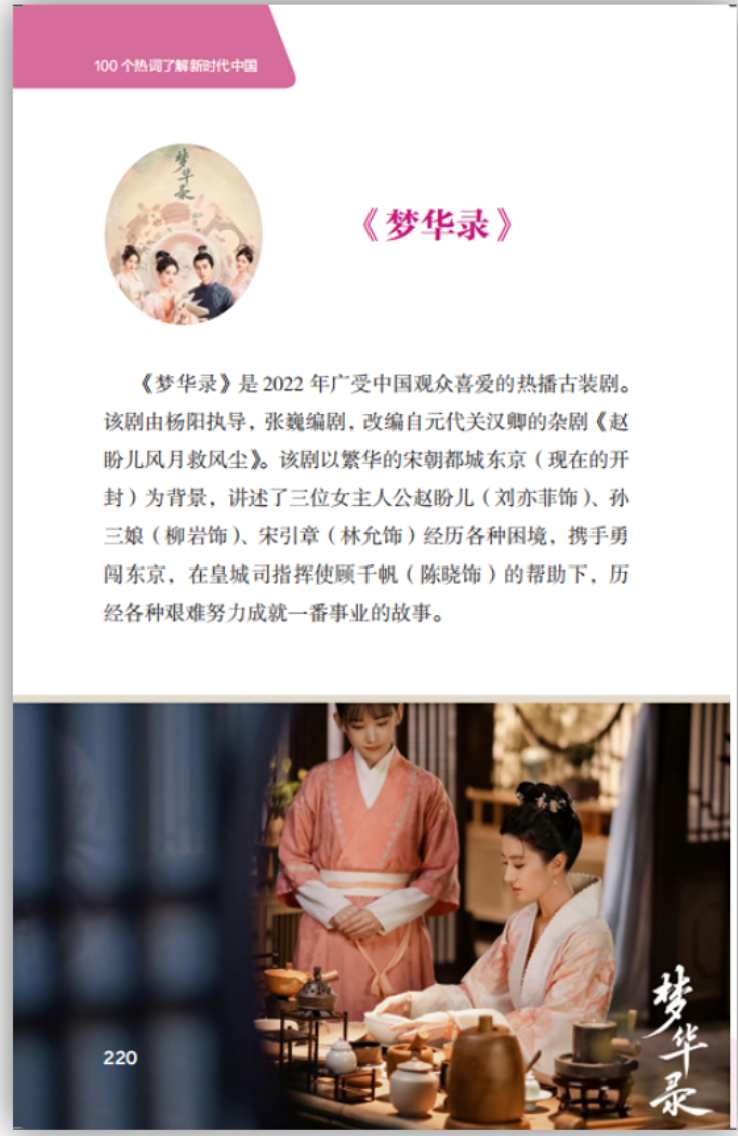 100个热词了解新时代中国
梦华录
《梦华录》
《梦华录》是 2022 年广受中国观众喜爱的热播古装剧。
该剧由杨阳执导，张巍编剧，改编自元代关汉卿的杂剧《赵
盼儿风月救风尘》。该剧以繁华的宋朝都城东京（现在的开
封）为背景，讲述了三位女主人公赵盼儿（刘亦菲饰）、孙
三娘（柳岩饰）、宋引章（林允饰）经历各种困境，携手勇
闯东京，在皇城司指挥使顾千帆（陈晓饰）的帮助下，历
经各种艰难努力成就一番事业的故事。
梦华录
220